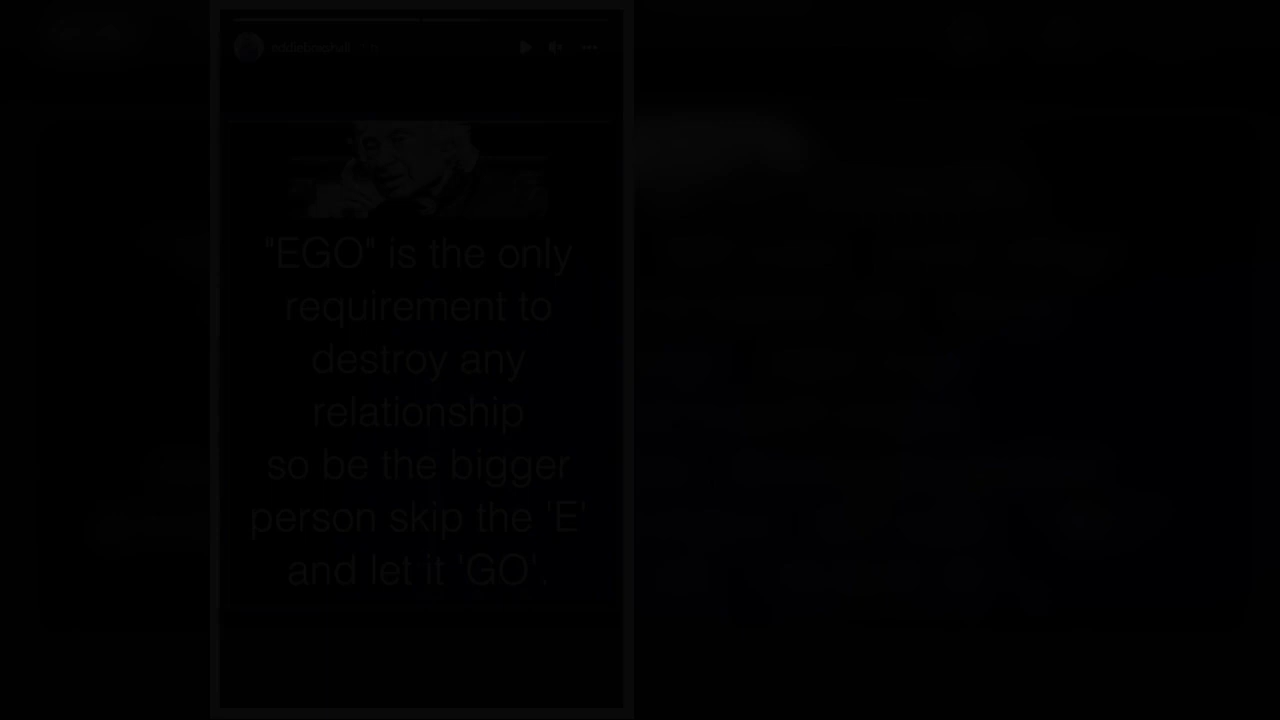 "EGO" is the only
requirement to
destroy any
relationship
so be the bigger
person skip the 'E'
and let it 'GO'.